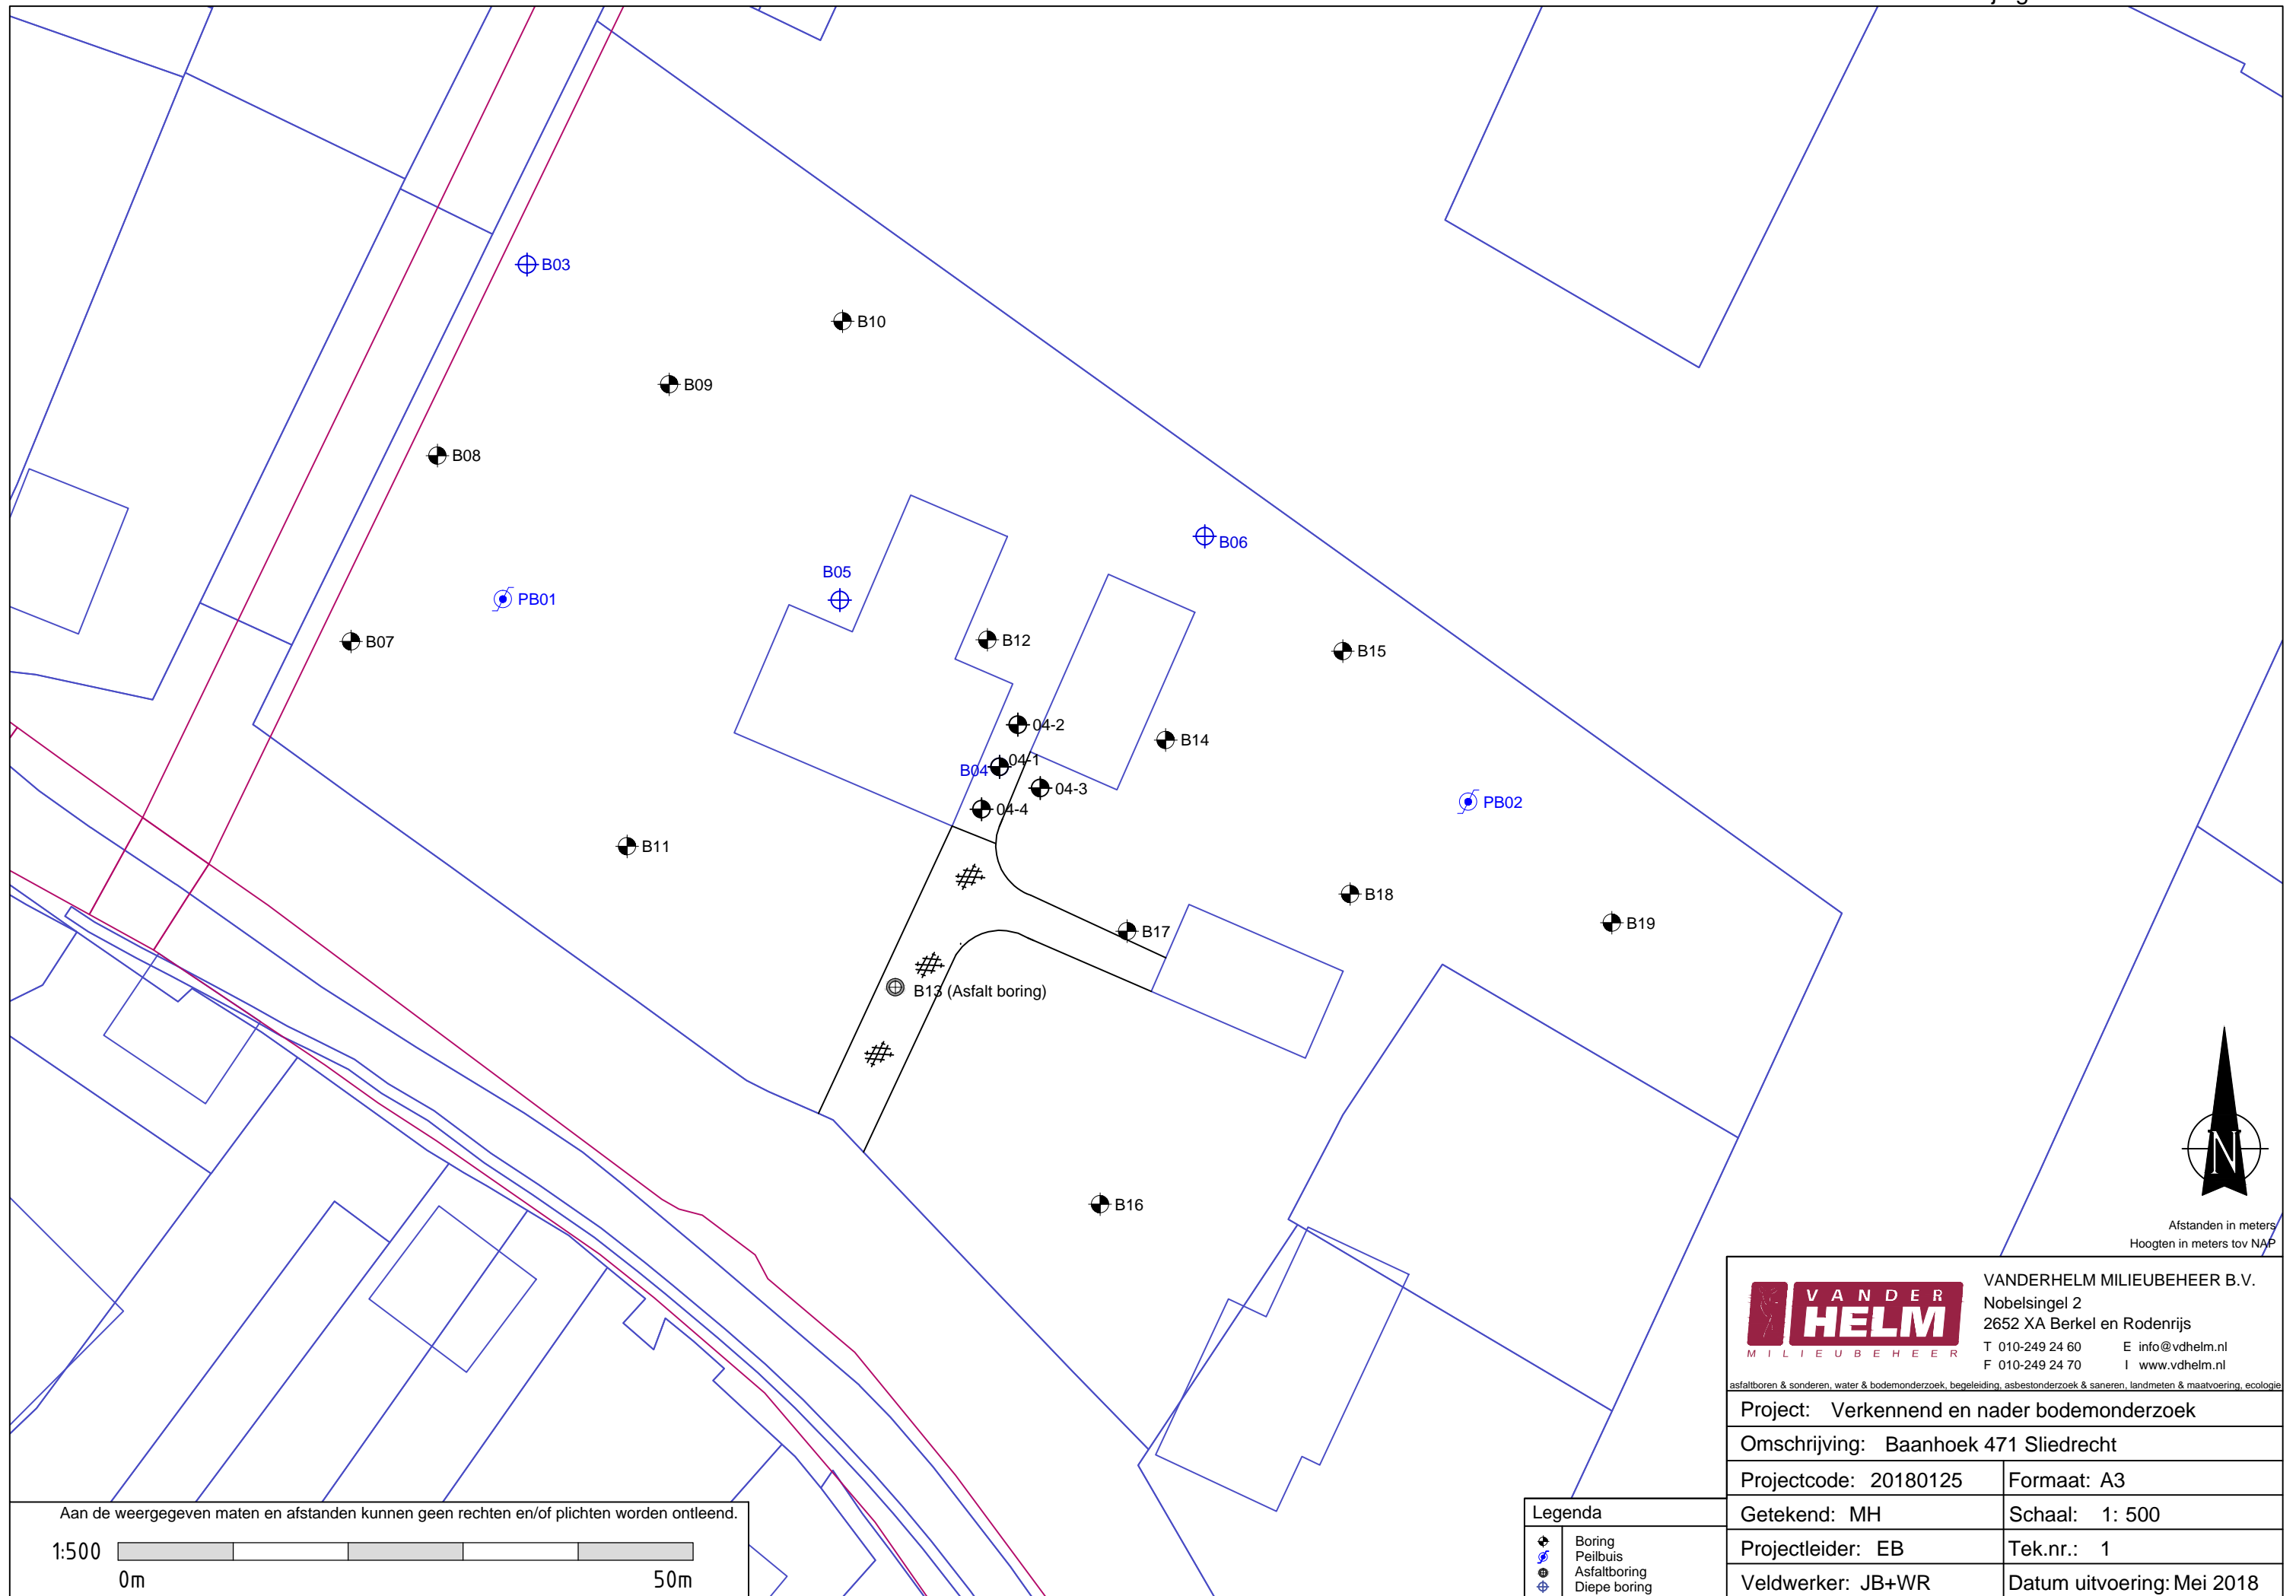 B03
B10
B09
B08
B06
B05
PB01
B07
B12
B15
04-2
B14
04-1
B04
04-3
PB02
04-4
B11
B18
B19
B17
B13 (Asfalt boring)
B16
N
Afstanden in meters
Hoogten in meters tov NAP
VANDER
HELM
MILIEUBEHEER
VANDERHELM MILIEUBEHEER B.V.
Nobelsingel 2
2652 XA Berkel en Rodenrijs
T 010-249 24 60 E info@vdhelm.nl
F 010-249 24 70 I www.vdhelm.nl
asfaltboren & sonderen, water & bodemonderzoek, begeleiding, asbestonderzoek & saneren, landmeten & maatvoering, ecologie
Project: Verkennend en nader bodemonderzoek
Omschrijving: Baanhoek 471 Sliedrecht
Projectcode: 20180125 Formaat: A3
Getekend: MH Schaal: 1: 500
Projectleider: EB Tek.nr.: 1
Veldwerker: JB+WR Datum uitvoering: Mei 2018
Legenda
Boring
Peilbuis
Asfaltboring
Diepe boring
Aan de weergegeven maten en afstanden kunnen geen rechten en/of plichten worden ontleend.
1:500
0m 50m